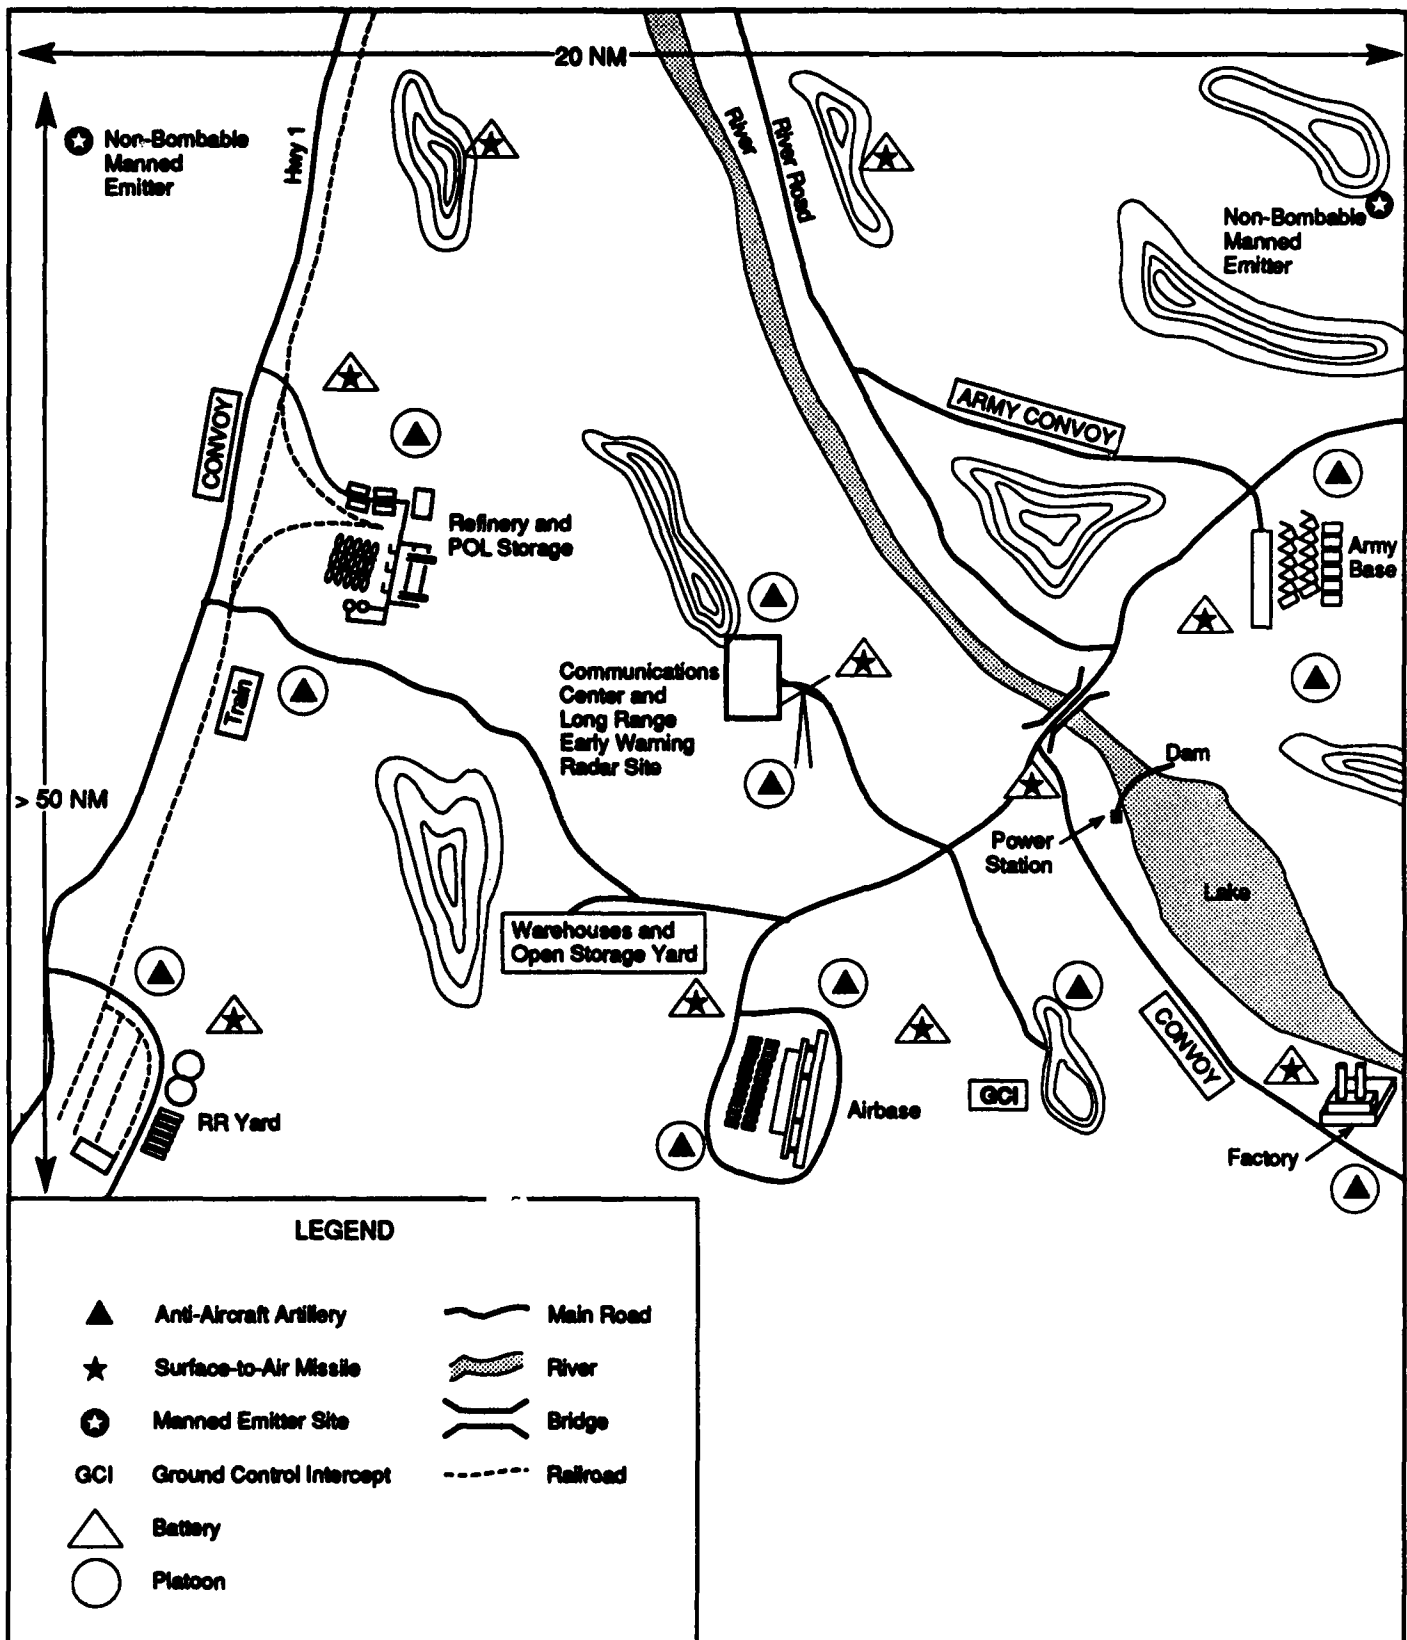 20 NM
Non-Bombable
Manned
Emitter
Hwy 1
River
River Road
Non-Bombable
Manned
Emitter
CONVOY
ARMY CONVOY
Refinery and
POL Storage
Army
Base
Communications
Center and
Long Range
Early Warning
Radar Site
Train
Dam
> 50 NM
Power
Station
Lake
Warehouses and
Open Storage Yard
CONVOY
GCI
Airbase
RR Yard
Factory
LEGEND
Anti-Aircraft Artillery
Main Road
Surface-to-Air Missile
River
Manned Emitter Site
Bridge
GCI Ground Control Intercept
Railroad
Battery
Platoon